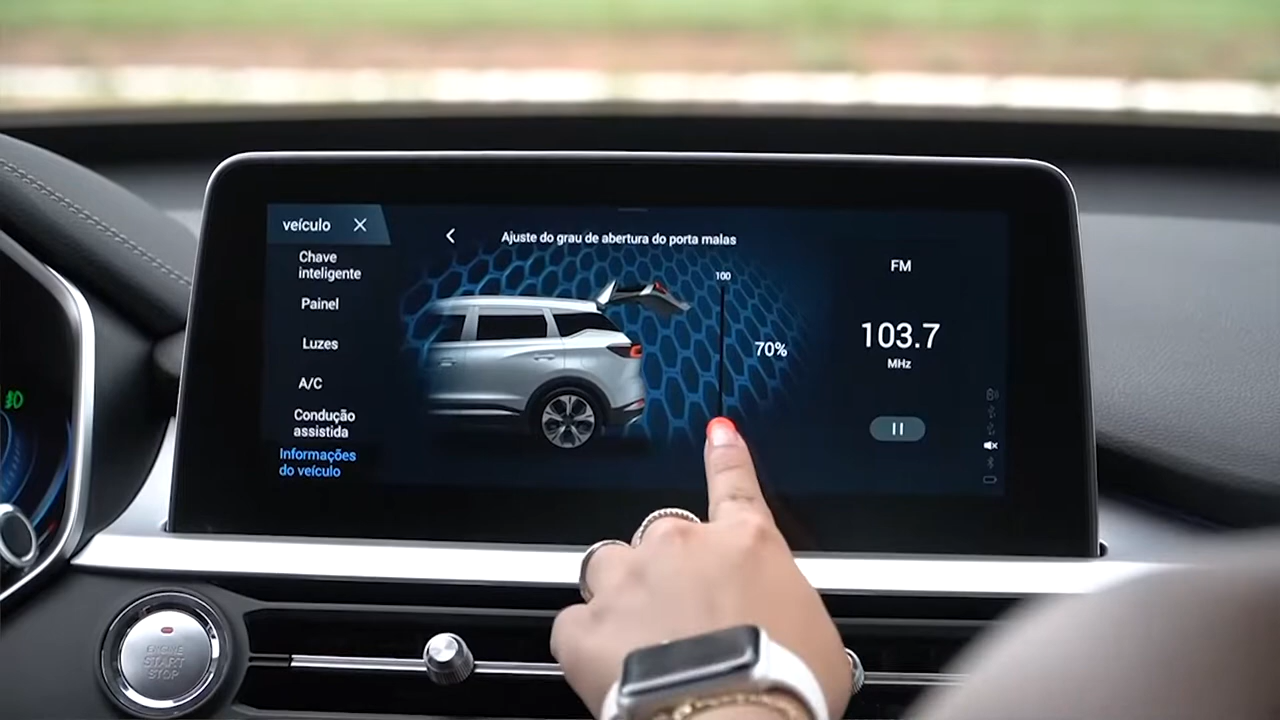 veículo
Ajuste do grau de abertura do porta malas
Chave
inteligente
Painel
Luzes
A/C
Condução
assistida
Informações
do veículo
100
70%
FM
103.7
MHz
ENGINE
START
STOP